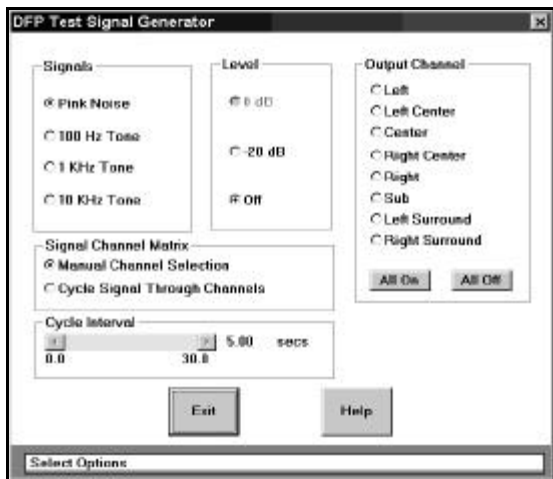 DFP Test Signal Generator
Signals
Pink Noise
100 Hz Tone
1 KHz Tone
10 KHz Tone
Level
0 dB
-20 dB
Off
Output Channel
Left
Left Center
Center
Right Center
Right
Sub
Left Surround
Right Surround
All On
All Off
Signal Channel Matrix
Manual Channel Selection
Cycle Signal Through Channels
Cycle Interval
5.00 secs
0.0 30.0
Exit
Help
Select Options